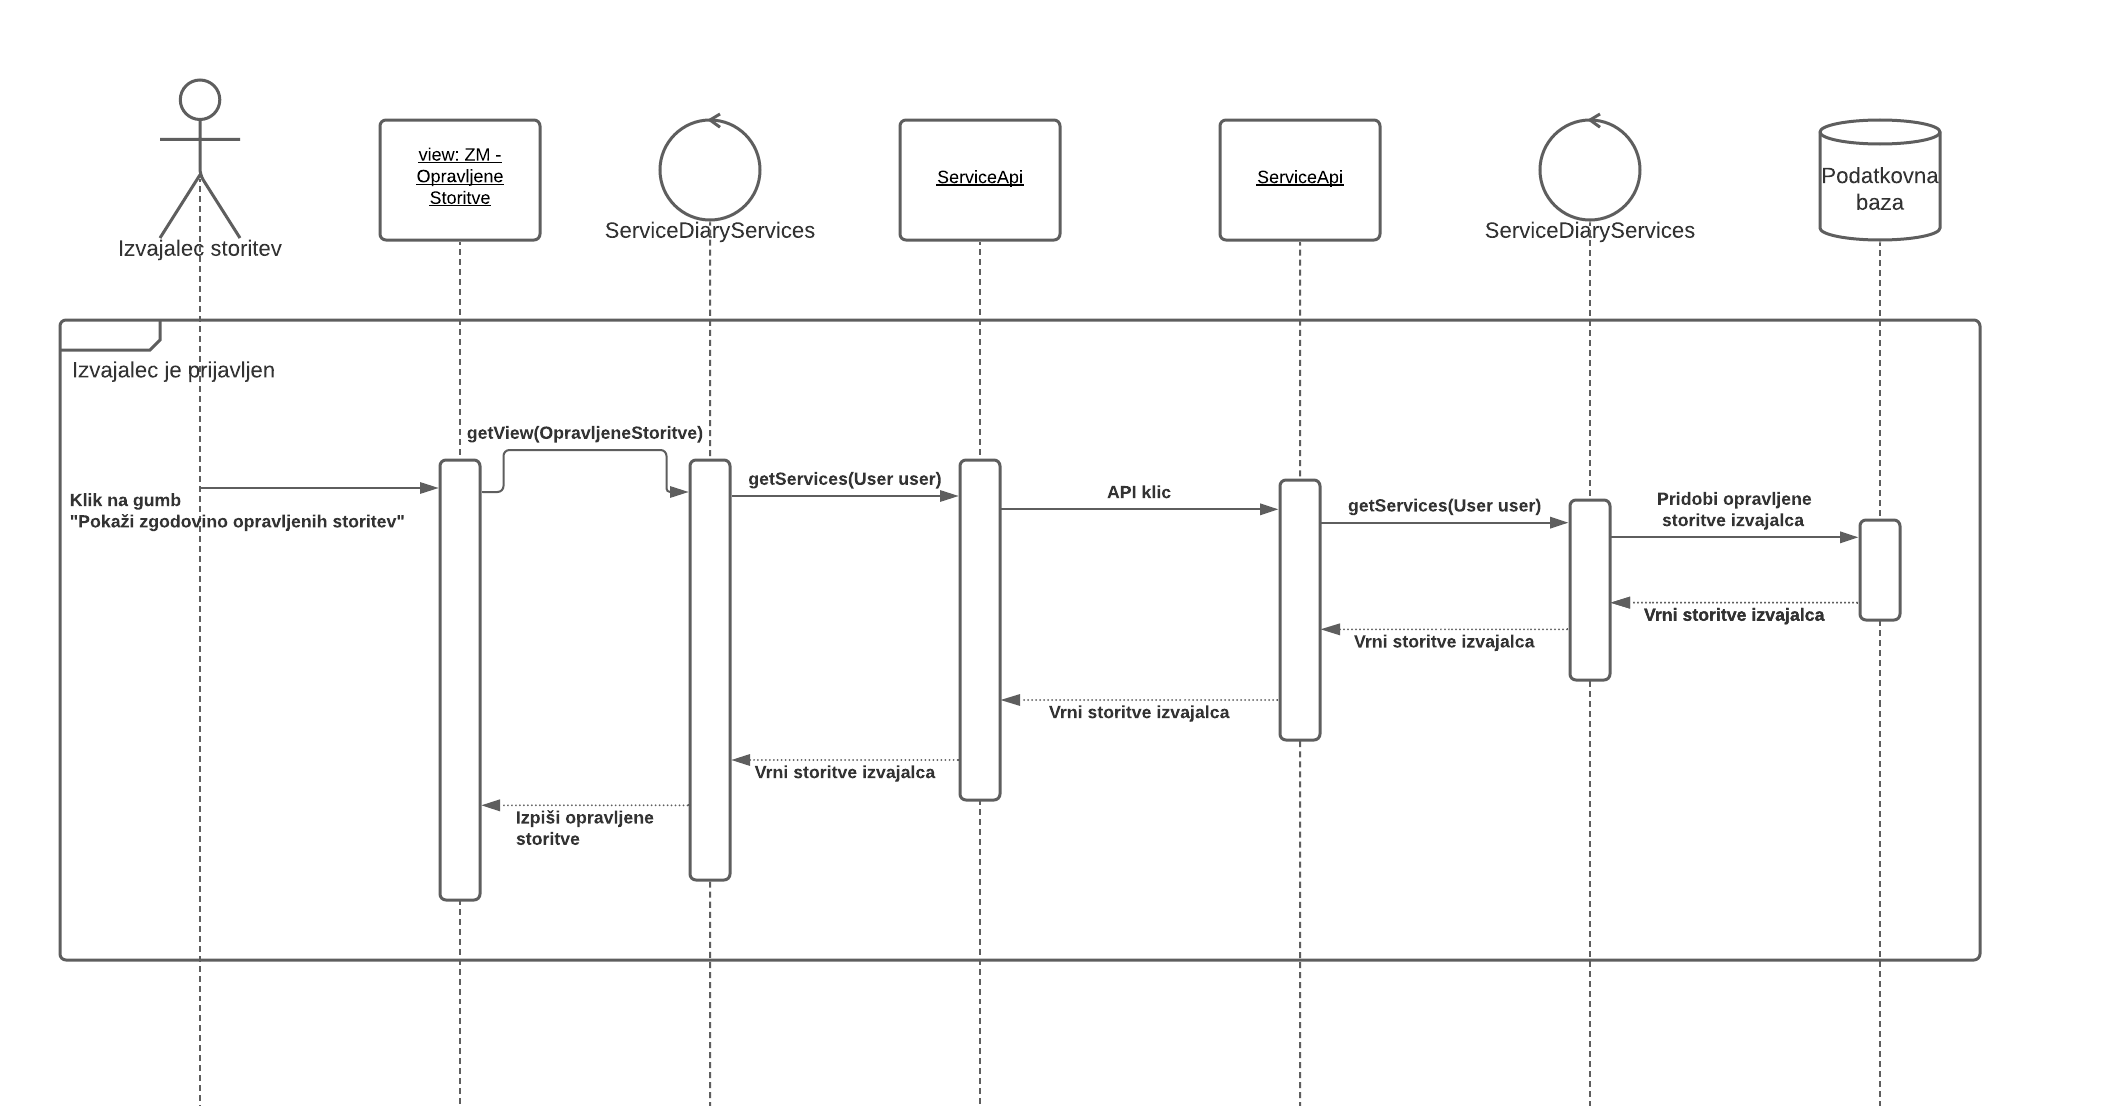 view: ZM -
Opravljene
Storitve
ServiceApi
ServiceApi
Podatkovna
baza
Izvajalec storitev
ServiceDiaryServices
ServiceDiaryServices
Izvajalec je prijavljen
getView(OpravljeneStoritve)
Klik na gumb
"Pokaži zgodovino opravljenih storitev"
getServices(User user)
API klic
getServices(User user)
Pridobi opravljene
storitve izvajalca
Vrni storitve izvajalca
Vrni storitve izvajalca
Vrni storitve izvajalca
Vrni storitve izvajalca
Izpiši opravljene
storitve